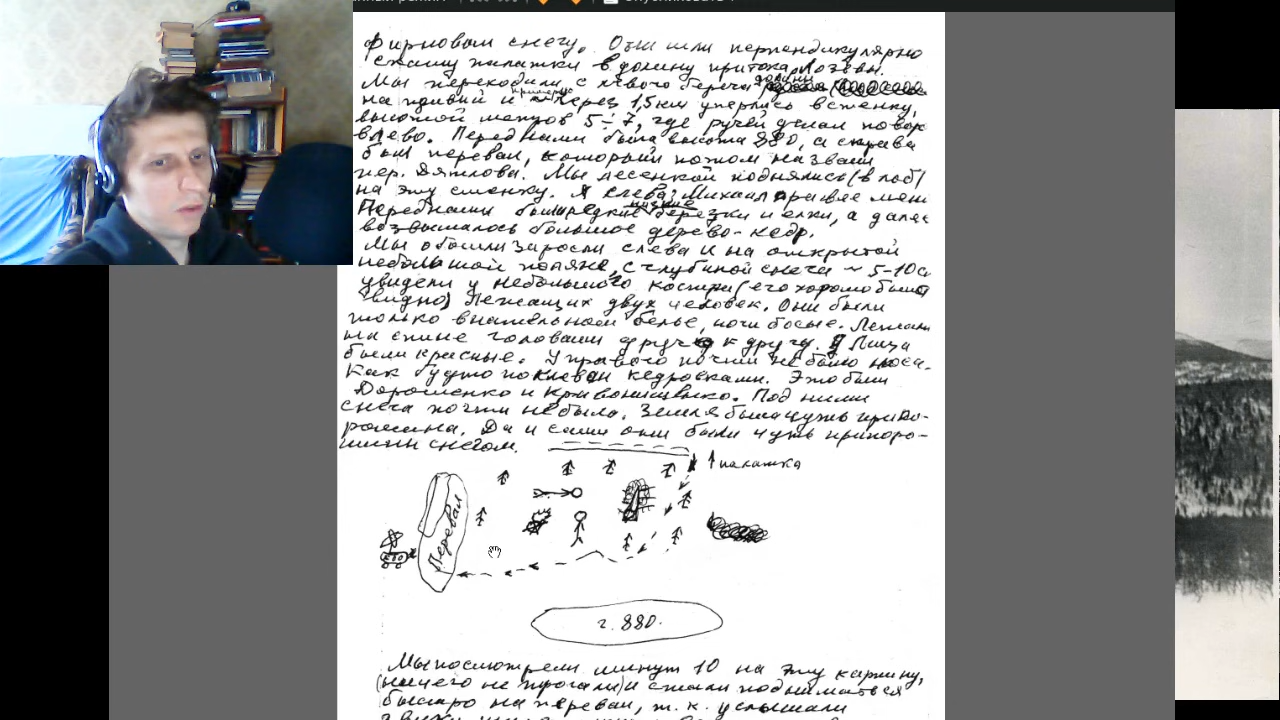 Опубликовать
фирновом снегу. Они шли перпендикулярно
скату палатки в долину притока Лозьвы.
Мы переходили с левого берега долины
на правый и примерно через 1,5 км уперлись в стенку,
высотой метров 5÷7, где ручей делал повор
влево. Перед нами была высота 880, а справа
был перевал, который потом назвали
пер. Дятлова. Мы лесенкой поднялись (в лоб)
на эту стенку. Я слева, Михаил правее меня
Перед нами были редкие низкие березки и елки, а далее
возвышалось большое дерево - кедр.
Мы обошли заросли слева и на открытой
небольшой поляне, с глубиной снега ~ 5-10 с
увидели у небольшого костра (его хорошо было
видно) лежащих двух человек. Они были
только в нательном белье, ночи босые. Лежали
на спине головами друг к другу. Лица
были красные. У правого почти не было носа.
Как будто поклеван кедровками. Это были
Дорошенко и Кривонищенко. Под ними
снега почти не было. Земля была чуть припо-
рошена. Да и сами они были чуть припоро-
шены снегом.
палатка
Перевал
г. 880.
Мы посмотрели минут 10 на эту картину,
(ничего не трогали) и стали подниматься
быстро на перевал, т. к. услышали